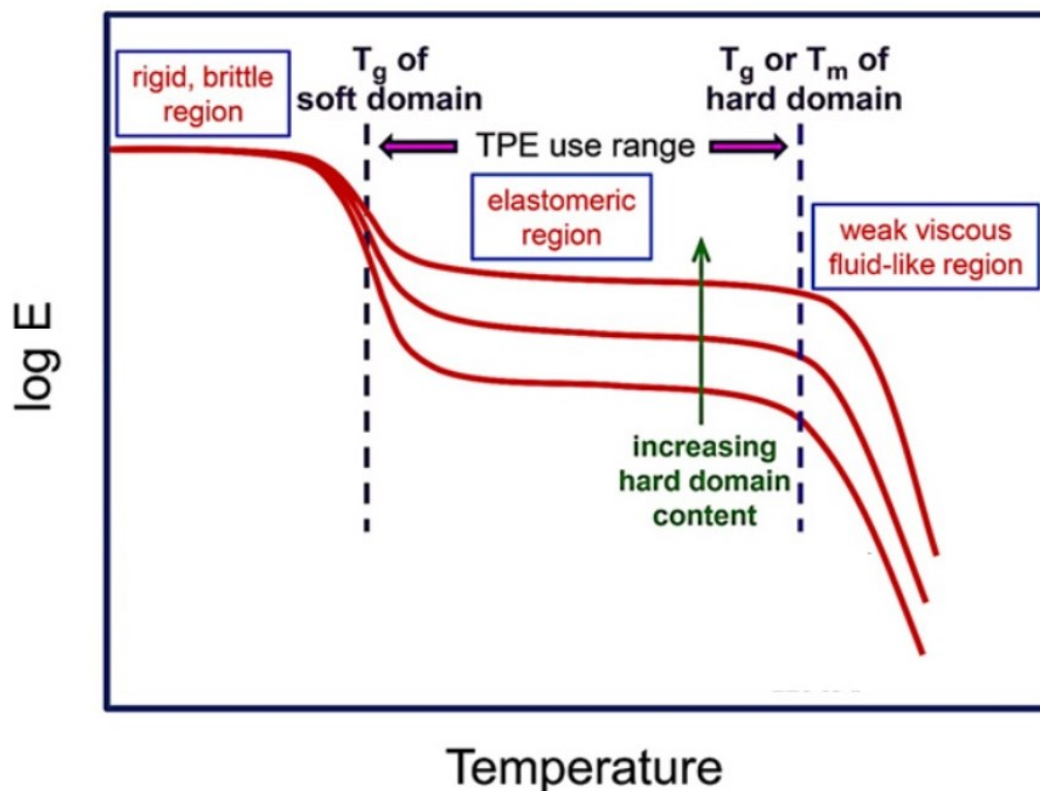 rigid, brittle
region
Tg of
soft domain
Tg or Tm of
hard domain
TPE use range
elastomeric
region
weak viscous
fluid-like region
log E
increasing
hard domain
content
Temperature